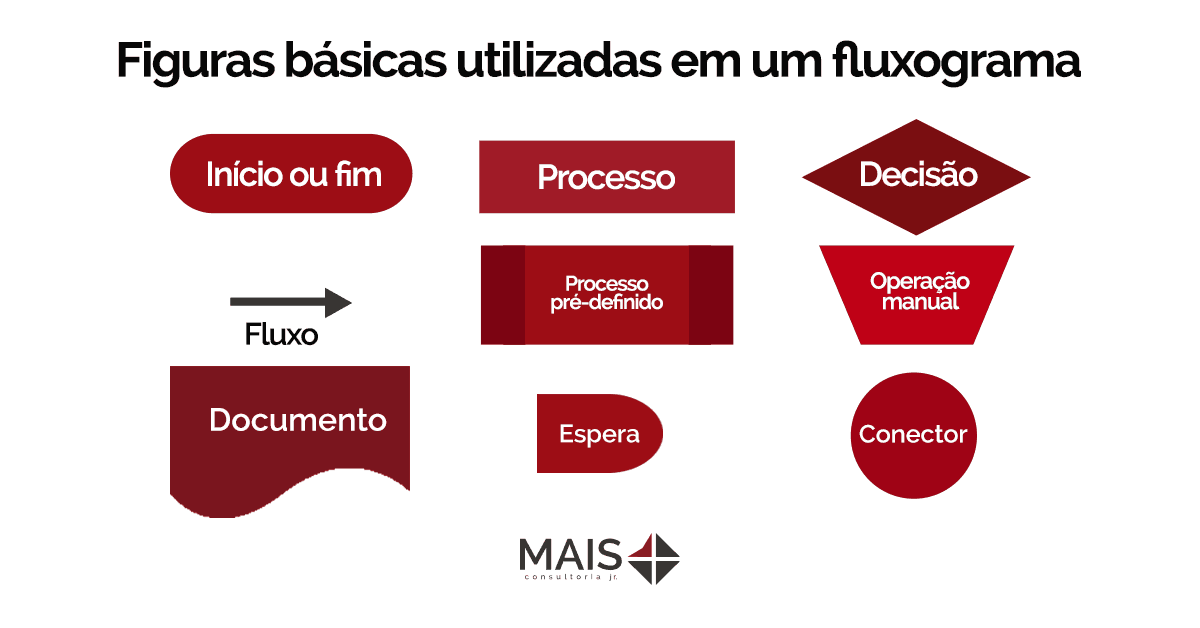 Figuras básicas utilizadas em um fluxograma
Início ou fim
Processo
Decisão
Fluxo
Processo
pré-definido
Operação
manual
Documento
Espera
Conector
MAIS
consultoria jr.